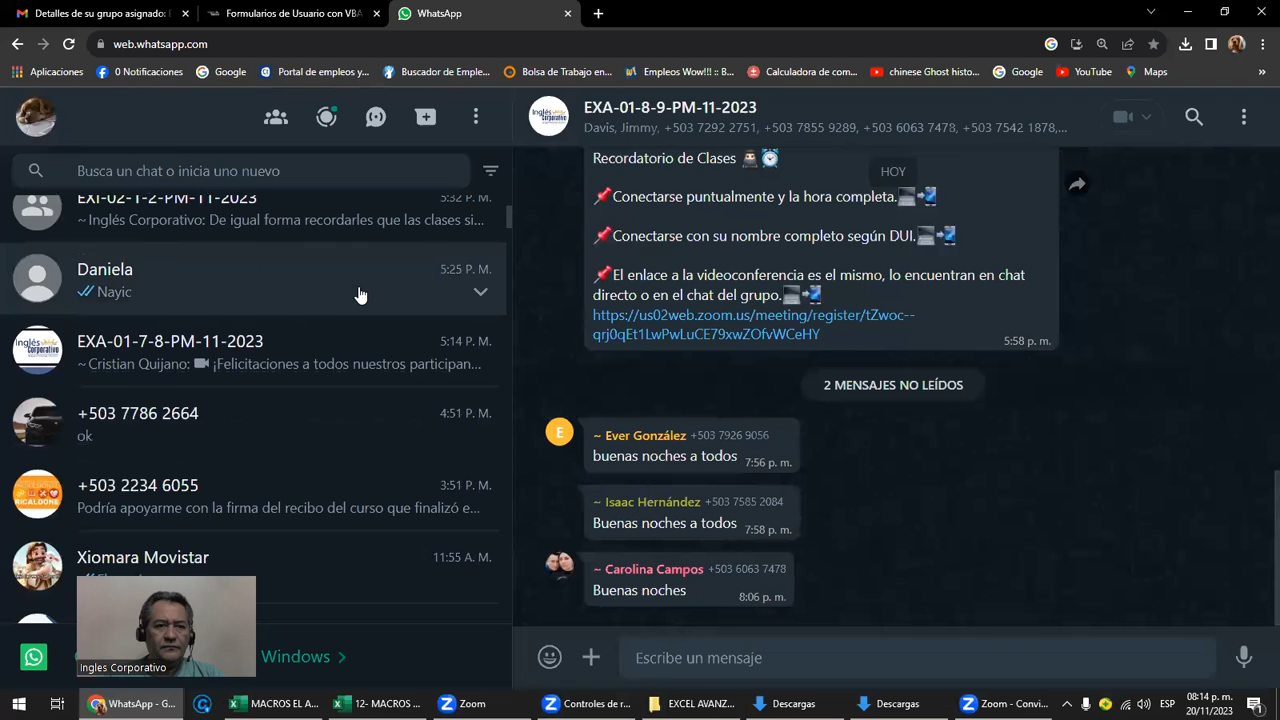 Detalles de su grupo asignado: E
Formularios de Usuario con VBA
WhatsApp
web.whatsapp.com
Aplicaciones
0 Notificaciones
Google
Portal de empleos y...
Buscador de Emple...
Bolsa de Trabajo en...
Empleos Wow!!! :: B...
Calculadora de com...
chinese Ghost histo...
Google
YouTube
Maps
Busca un chat o inicia uno nuevo
EXI-02-1-2-PM-11-2023
5:32 P. M.
~ Inglés Corporativo: De igual forma recordarles que las clases si...
Daniela
5:25 P. M.
Nayic
EXA-01-7-8-PM-11-2023
5:14 P. M.
~ Cristian Quijano: ¡Felicitaciones a todos nuestros participan...
+503 7786 2664
4:51 P. M.
ok
+503 2234 6055
3:51 P. M.
Podría apoyarme con la firma del recibo del curso que finalizó e...
RICALDONE
Xiomara Movistar
11:55 A. M.
Ingles Corporativo
Windows
EXA-01-8-9-PM-11-2023
Davis, Jimmy, +503 7292 2751, +503 7855 9289, +503 6063 7478, +503 7542 1878,...
Recordatorio de Clases
HOY
📌Conectarse puntualmente y la hora completa.
📌Conectarse con su nombre completo según DUI.
📌El enlace a la videoconferencia es el mismo, lo encuentran en chat
directo o en el chat del grupo.
https://us02web.zoom.us/meeting/register/tZwoc--
qrj0qEt1LwPwLuCE79xwZOfvWCeHY
5:58 p. m.
2 MENSAJES NO LEÍDOS
E
~ Ever González +503 7926 9056
buenas noches a todos 7:56 p. m.
~ Isaac Hernández +503 7585 2084
Buenas noches a todos 7:58 p. m.
~ Carolina Campos +503 6063 7478
Buenas noches 8:06 p. m.
Escribe un mensaje
WhatsApp - G...
MACROS EL A...
12- MACROS ...
Zoom
Controles de r...
EXCEL AVANZ...
Descargas
Descargas
Zoom - Convi...
ESP
08:14 p. m.
20/11/2023